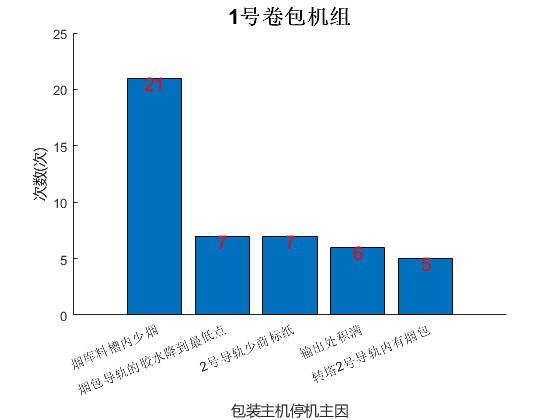 1号卷包机组
次数(次)
25
20
15
10
5
0
21
7
7
6
5
烟库料槽内少烟
烟包导轨的胶水降到最低点
2号导轨少商标纸
输出处积满
转塔2号导轨内有烟包
包装主机停机主因